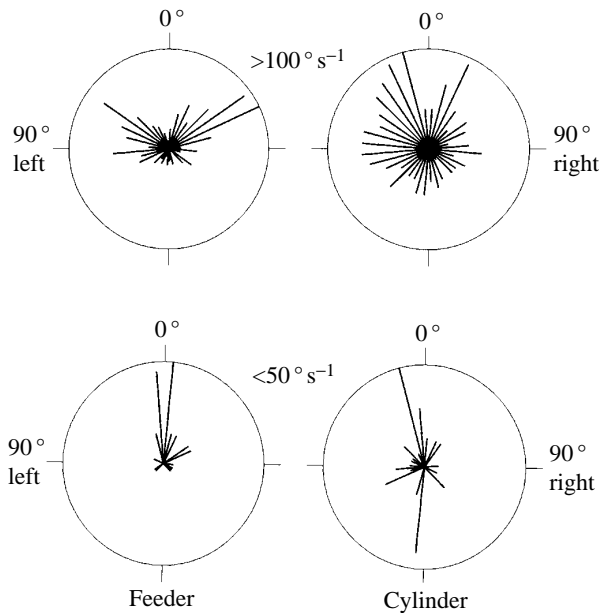 0°
0°
>100° s⁻¹
90°
left
90°
right
0°
0°
<50° s⁻¹
90°
left
90°
right
Feeder
Cylinder